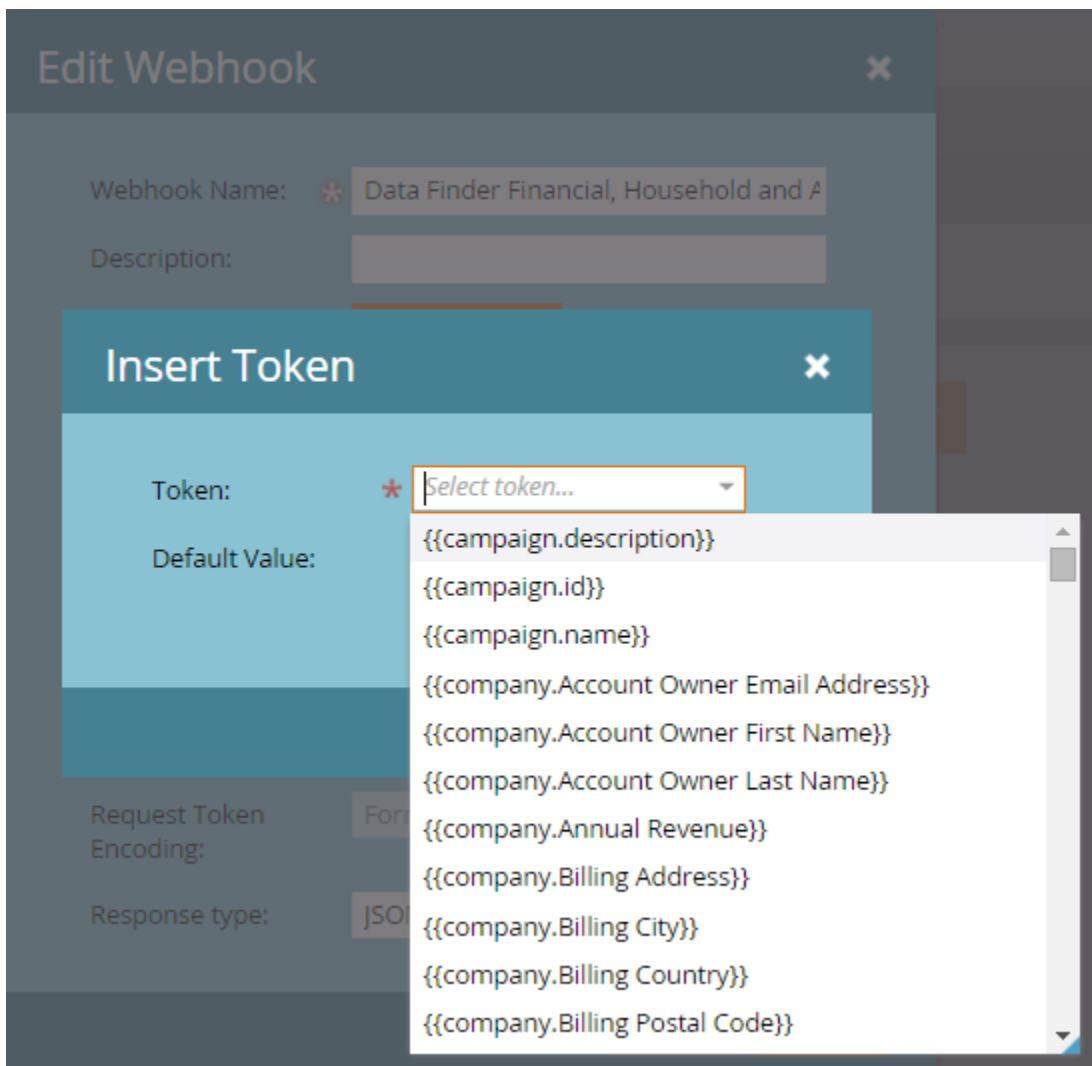 Edit Webhook
Webhook Name: * Data Finder Financial, Household and A
Description:
Insert Token
Token: * Select token...
Default Value:
{{campaign.description}}
{{campaign.id}}
{{campaign.name}}
{{company.Account Owner Email Address}}
{{company.Account Owner First Name}}
{{company.Account Owner Last Name}}
{{company.Annual Revenue}}
{{company.Billing Address}}
{{company.Billing City}}
{{company.Billing Country}}
{{company.Billing Postal Code}}
Request Token
Encoding:
Response type: